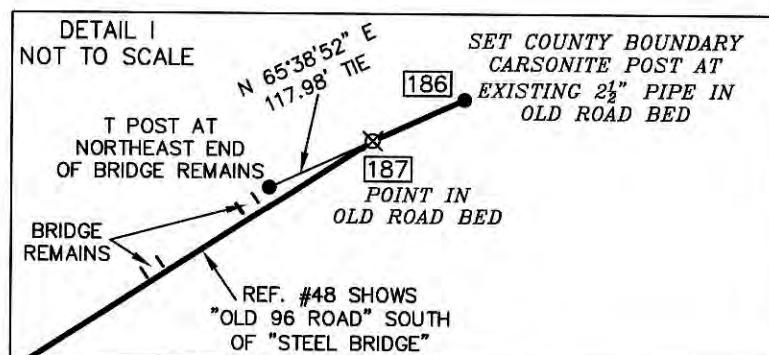 DETAIL I
NOT TO SCALE
N 65°38'52" E
117.98' TIE
186
SET COUNTY BOUNDARY
CARSONITE POST AT
EXISTING 2½" PIPE IN
OLD ROAD BED
T POST AT
NORTHEAST END
OF BRIDGE REMAINS
187
POINT IN
OLD ROAD BED
BRIDGE
REMAINS
REF. #48 SHOWS
"OLD 96 ROAD" SOUTH
OF "STEEL BRIDGE"